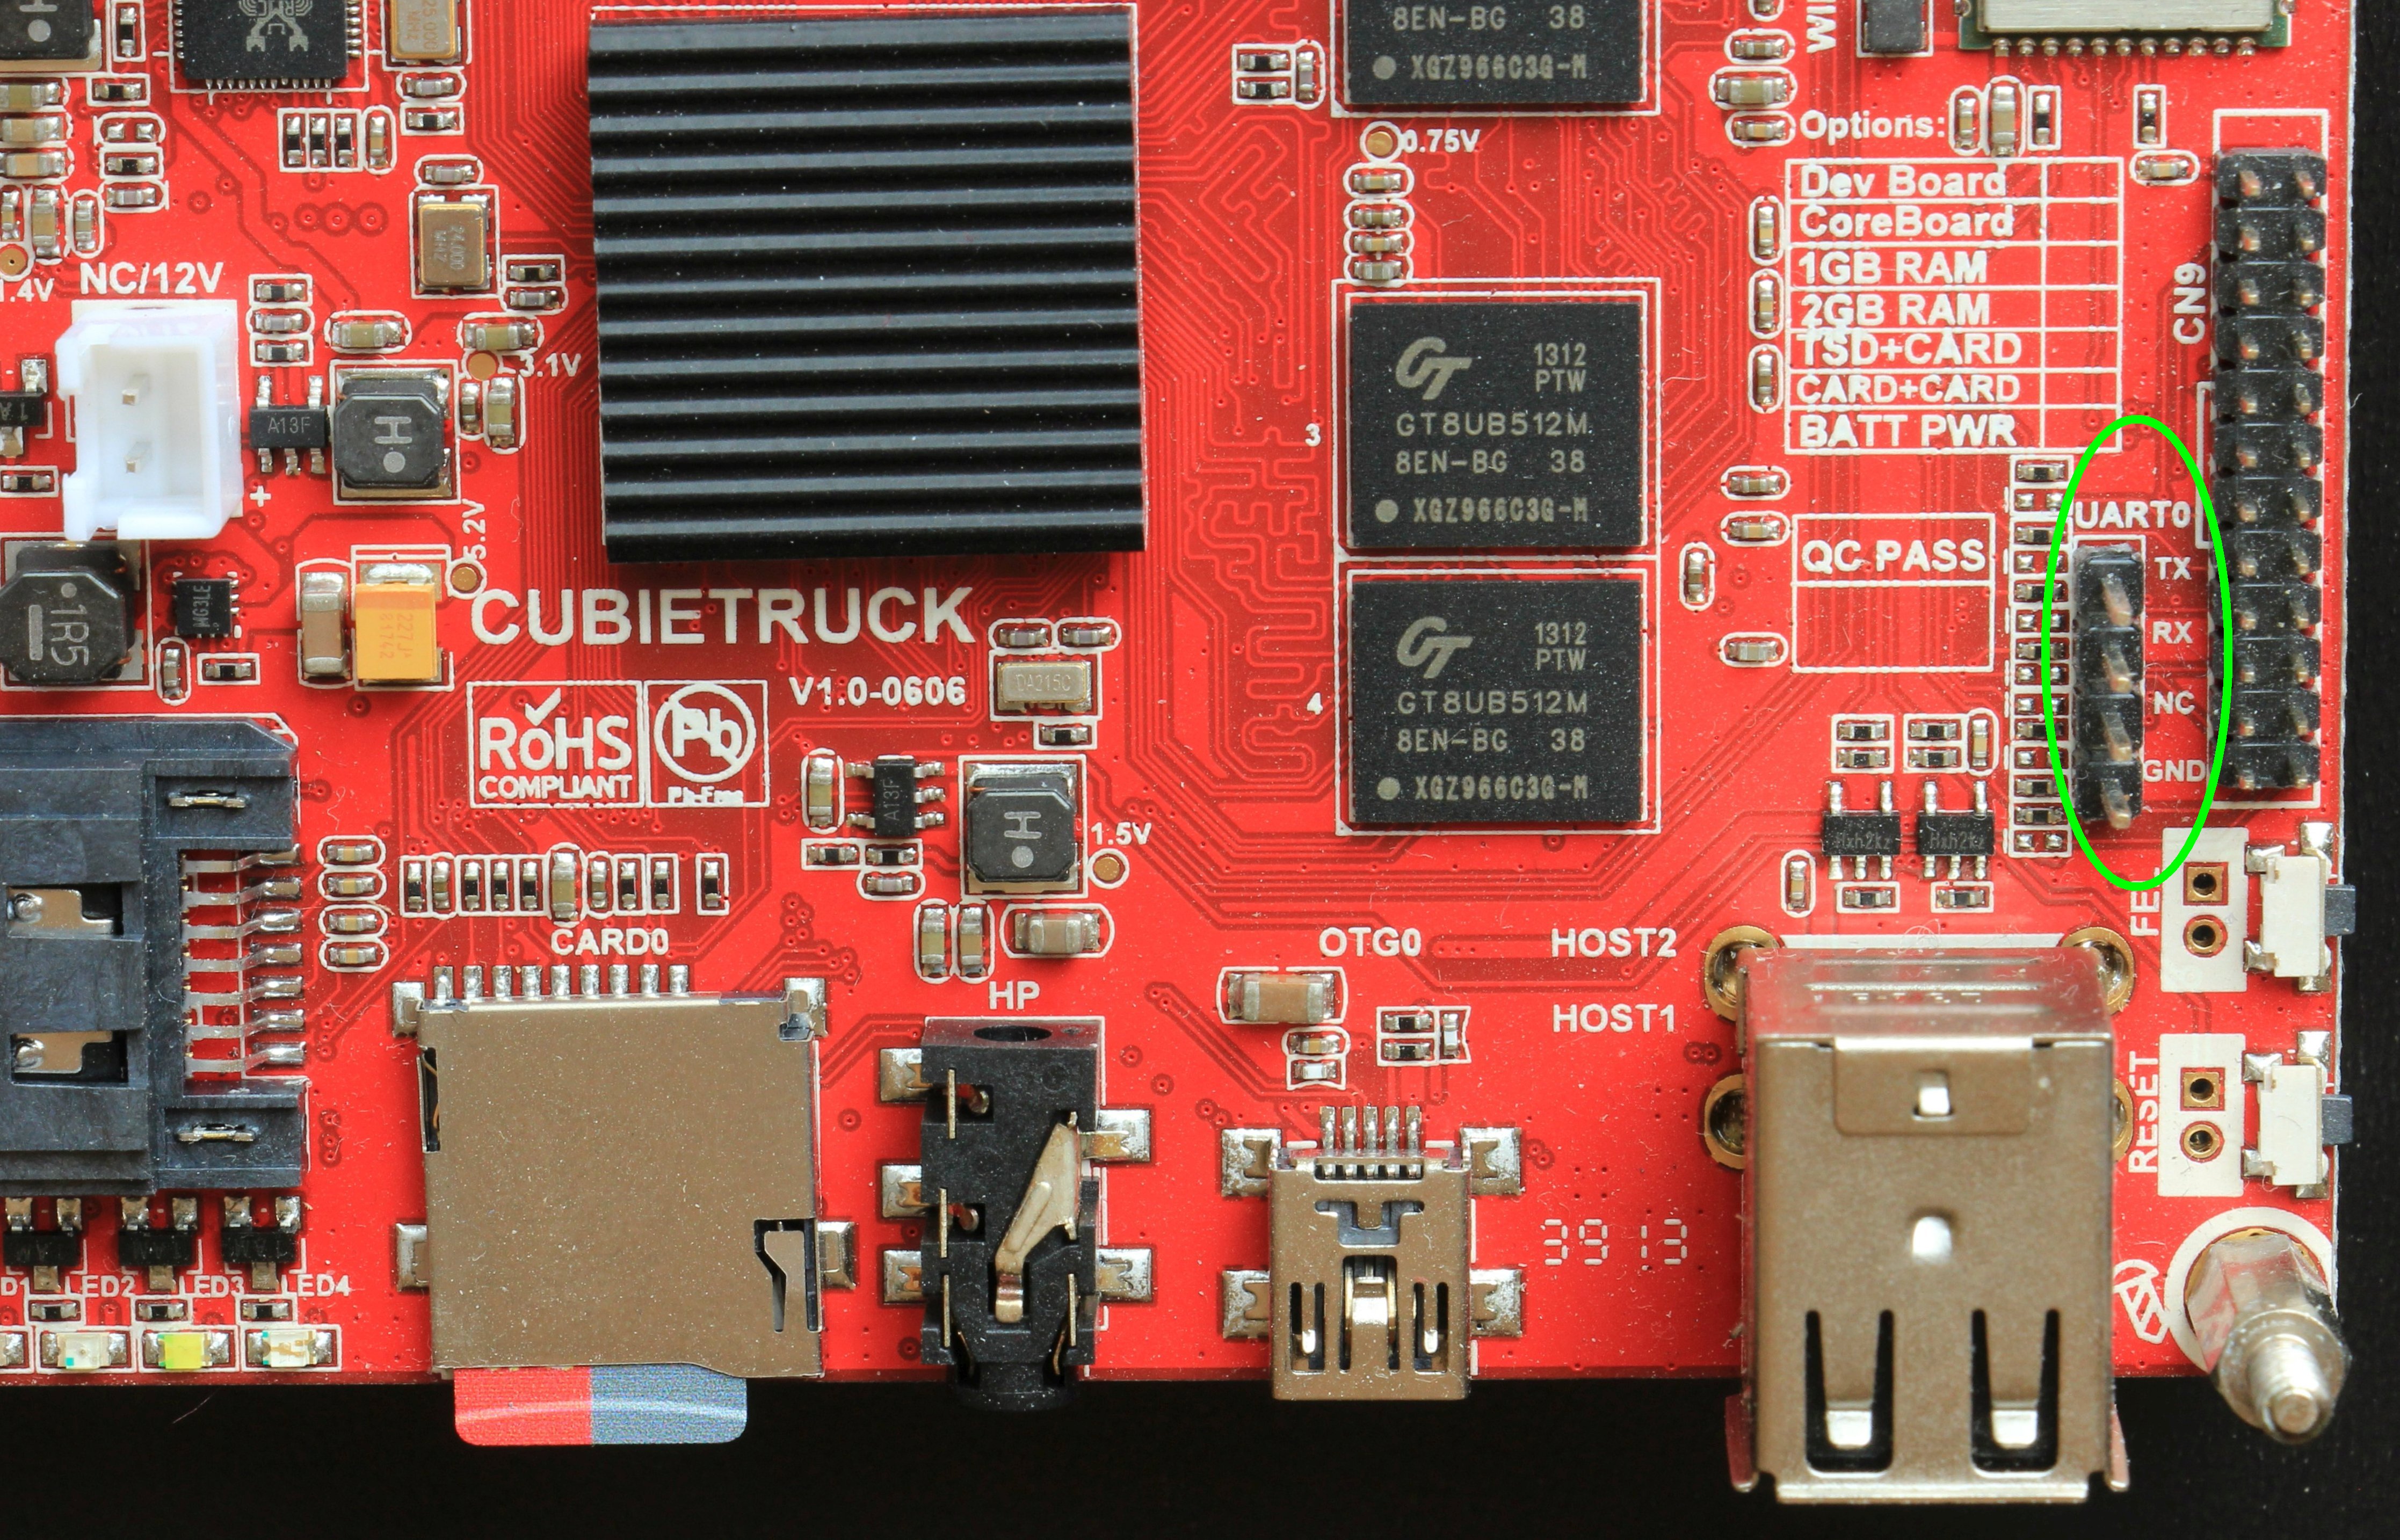 8EN-BG 38
XGZ966C3G-M
0.75V
Options:
Dev Board
CoreBoard
1GB RAM
2GB RAM
TSD+CARD
CARD+CARD
BATT PWR
CN9
NC/12V
1.4V
3.1V
A13F
H
+
5.2V
1R5
3
GT 1312
PTW
GT8UB512M
8EN-BG 38
XGZ966C3G-M
UART0
TX
RX
NC
GND
QC PASS
CUBIETRUCK
V1.0-0606
RoHS
COMPLIANT
Pb
Pb-Free
4
GT 1312
PTW
GT8UB512M
8EN-BG 38
XGZ966C3G-M
A13F
H
1.5V
CARD0
HP
OTG0
HOST2
HOST1
RESET
3913
LED2
LED3
LED4